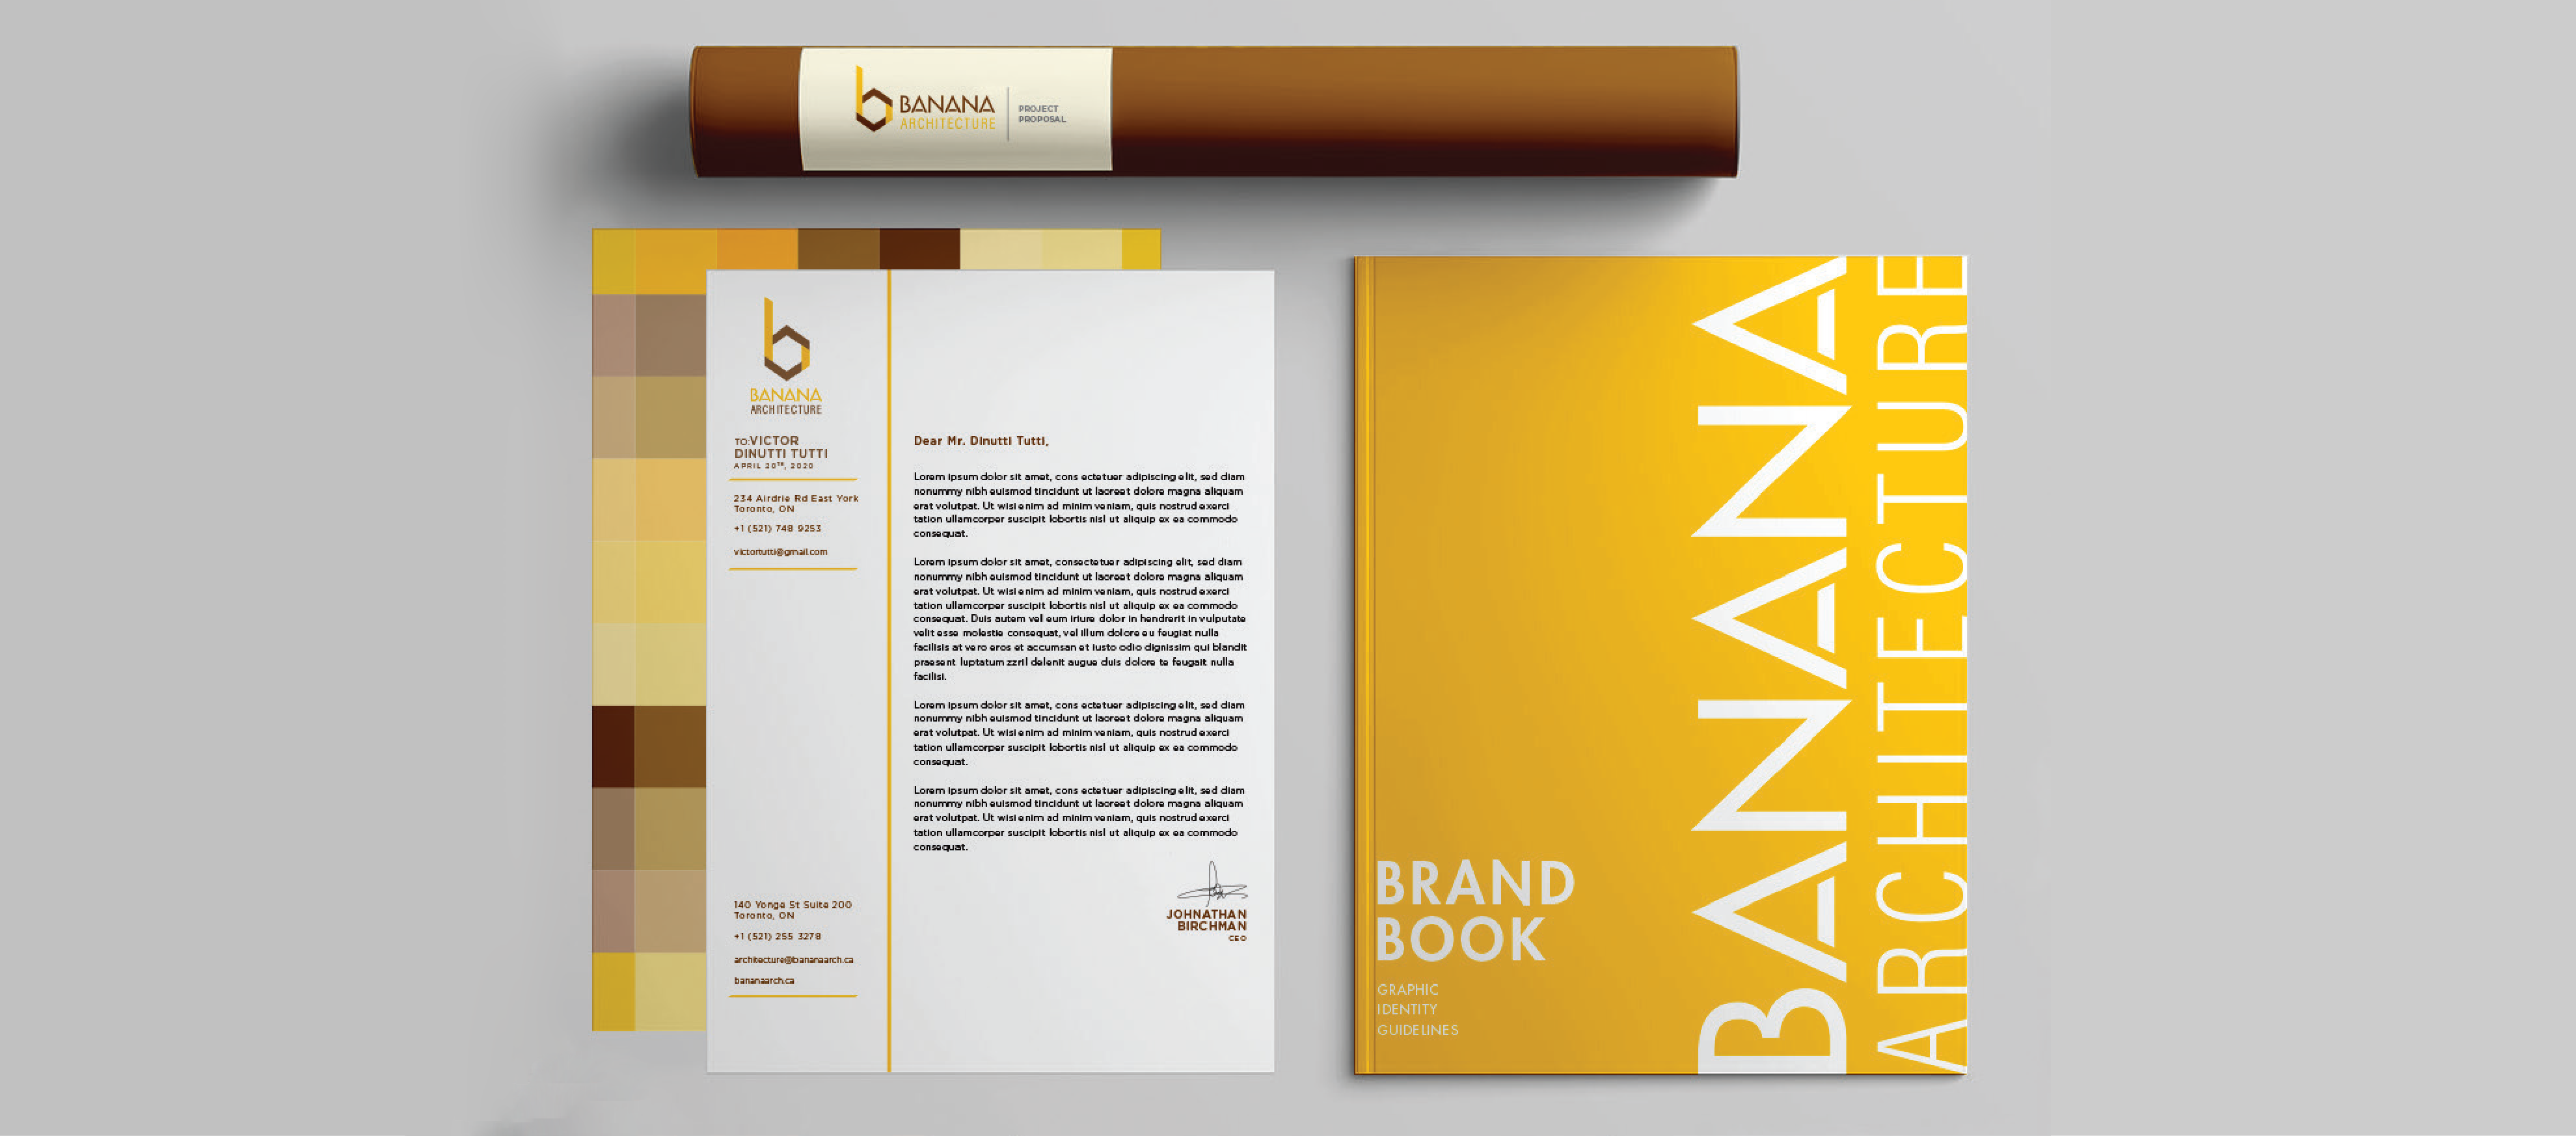 BANANA
ARCHITECTURE
PROJECT
PROPOSAL
BANANA
ARCHITECTURE
TO:VICTOR
DINUTTI TUTTI
APRIL 20TH, 2020
234 Airdrie Rd East York
Toronto, ON
+1 (521) 748 9253
victortutti@gmail.com
140 Yonge St Suite 200
Toronto, ON
+1 (521) 255 3278
architecture@bananaarch.ca
bananaarch.ca
Dear Mr. Dinutti Tutti,
Lorem ipsum dolor sit amet, cons ectetuer adipiscing elit, sed diam
nonummy nibh euismod tincidunt ut laoreet dolore magna aliquam
erat volutpat. Ut wisi enim ad minim veniam, quis nostrud exerci
tation ullamcorper suscipit lobortis nisl ut aliquip ex ea commodo
consequat.
Lorem ipsum dolor sit amet, consectetuer adipiscing elit, sed diam
nonummy nibh euismod tincidunt ut laoreet dolore magna aliquam
erat volutpat. Ut wisi enim ad minim veniam, quis nostrud exerci
tation ullamcorper suscipit lobortis nisl ut aliquip ex ea commodo
consequat. Duis autem vel eum iriure dolor in hendrerit in vulputate
velit esse molestie consequat, vel illum dolore eu feugiat nulla
facilisis at vero eros et accumsan et iusto odio dignissim qui blandit
praesent luptatum zzril delenit augue duis dolore te feugait nulla
facilisi.
Lorem ipsum dolor sit amet, cons ectetuer adipiscing elit, sed diam
nonummy nibh euismod tincidunt ut laoreet dolore magna aliquam
erat volutpat. Ut wisi enim ad minim veniam, quis nostrud exerci
tation ullamcorper suscipit lobortis nisl ut aliquip ex ea commodo
consequat.
Lorem ipsum dolor sit amet, cons ectetuer adipiscing elit, sed diam
nonummy nibh euismod tincidunt ut laoreet dolore magna aliquam
erat volutpat. Ut wisi enim ad minim veniam, quis nostrud exerci
tation ullamcorper suscipit lobortis nisl ut aliquip ex ea commodo
consequat.
JOHNATHAN
BIRCHMAN
CEO
BRAND
BOOK
GRAPHIC
IDENTITY
GUIDELINES
BANANA
ARCHITECTURE